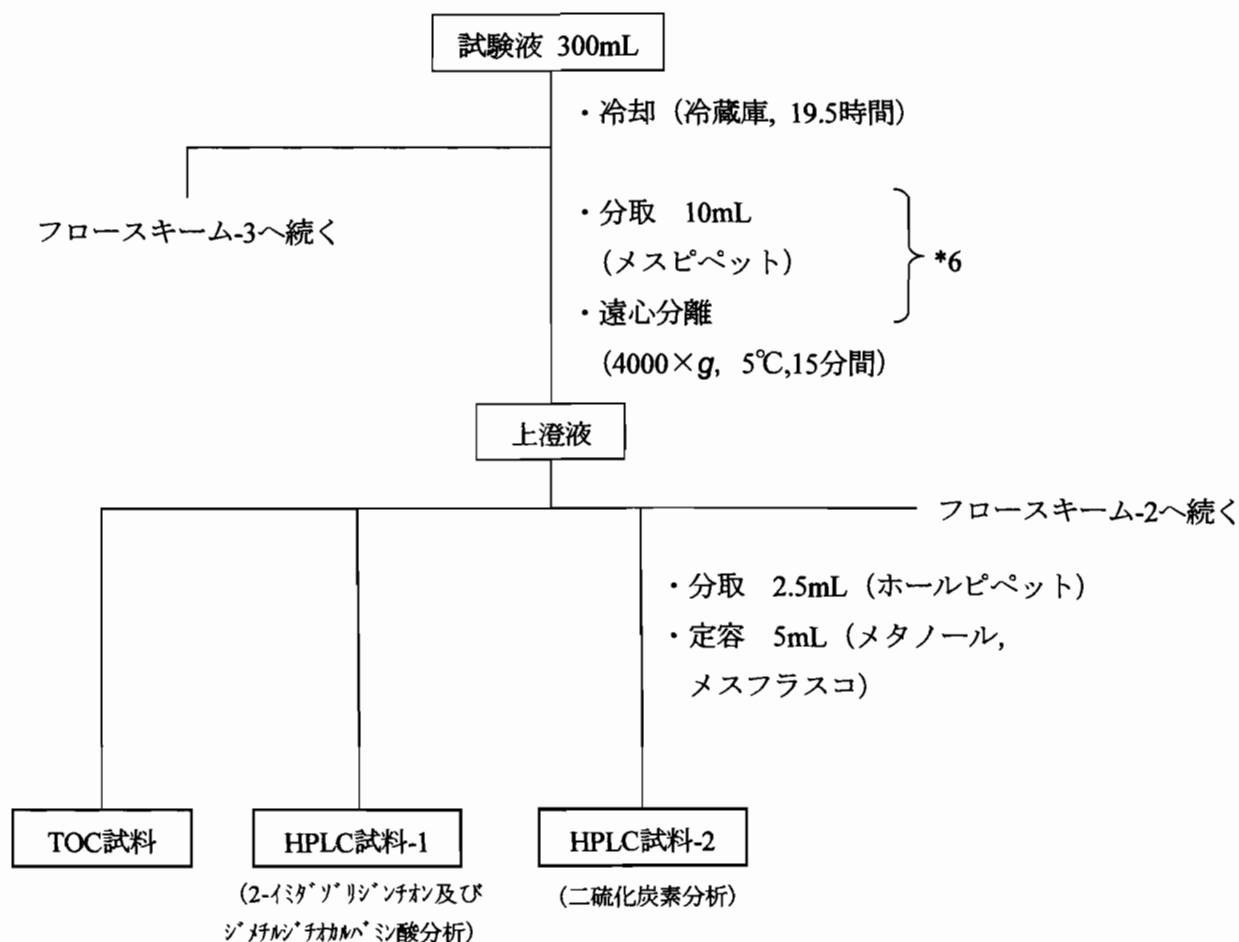 試験液 300mL
・冷却（冷蔵庫, 19.5時間）
フロースキーム-3へ続く
・分取 10mL
（メスピペット）
・遠心分離
（4000×g, 5℃,15分間）
*6
上澄液
フロースキーム-2へ続く
・分取 2.5mL（ホールピペット）
・定容 5mL（メタノール,
メスフラスコ）
TOC試料
HPLC試料-1
（2-ｲﾐﾀﾞｿﾞﾘｼﾞﾝﾁｵﾝ及び
ｼﾞﾒﾁﾙｼﾞﾁｵｶﾙﾊﾞﾐﾝ酸分析）
HPLC試料-2
（二硫化炭素分析）